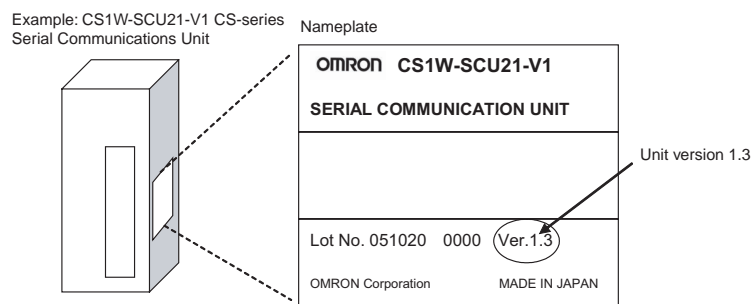 Example: CS1W-SCU21-V1 CS-series
Serial Communications Unit
Nameplate
OMRON CS1W-SCU21-V1
SERIAL COMMUNICATION UNIT
Unit version 1.3
Lot No. 051020 0000 Ver.1.3
OMRON Corporation MADE IN JAPAN